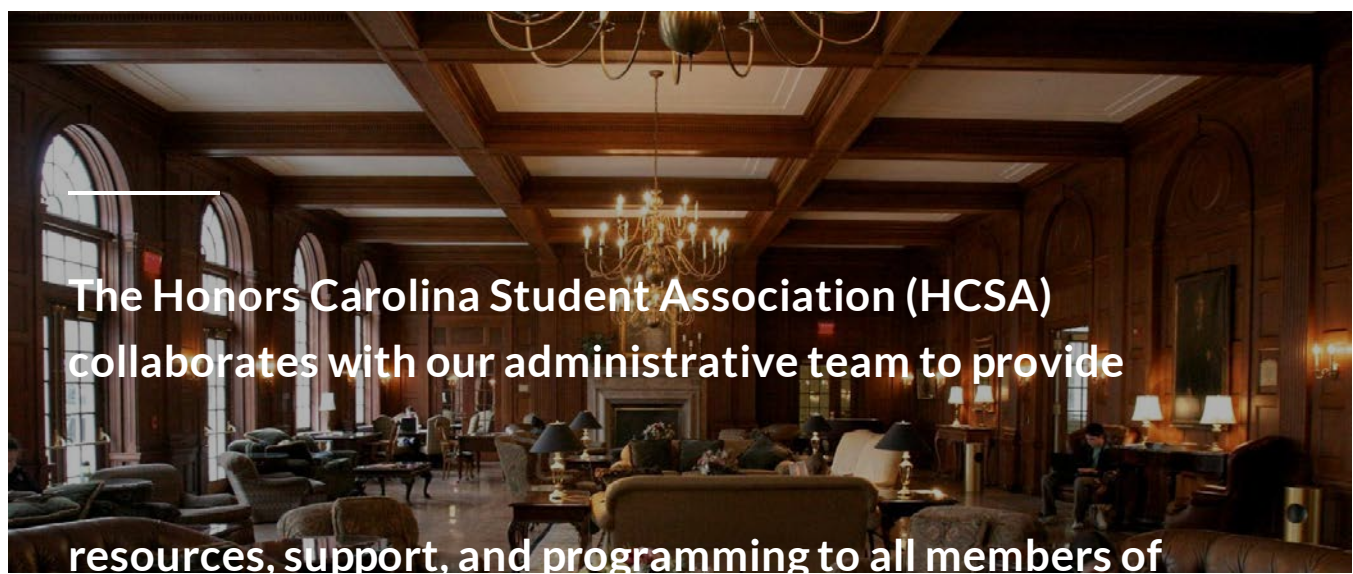 The Honors Carolina Student Association (HCSA)
collaborates with our administrative team to provide
resources, support, and programming to all members of